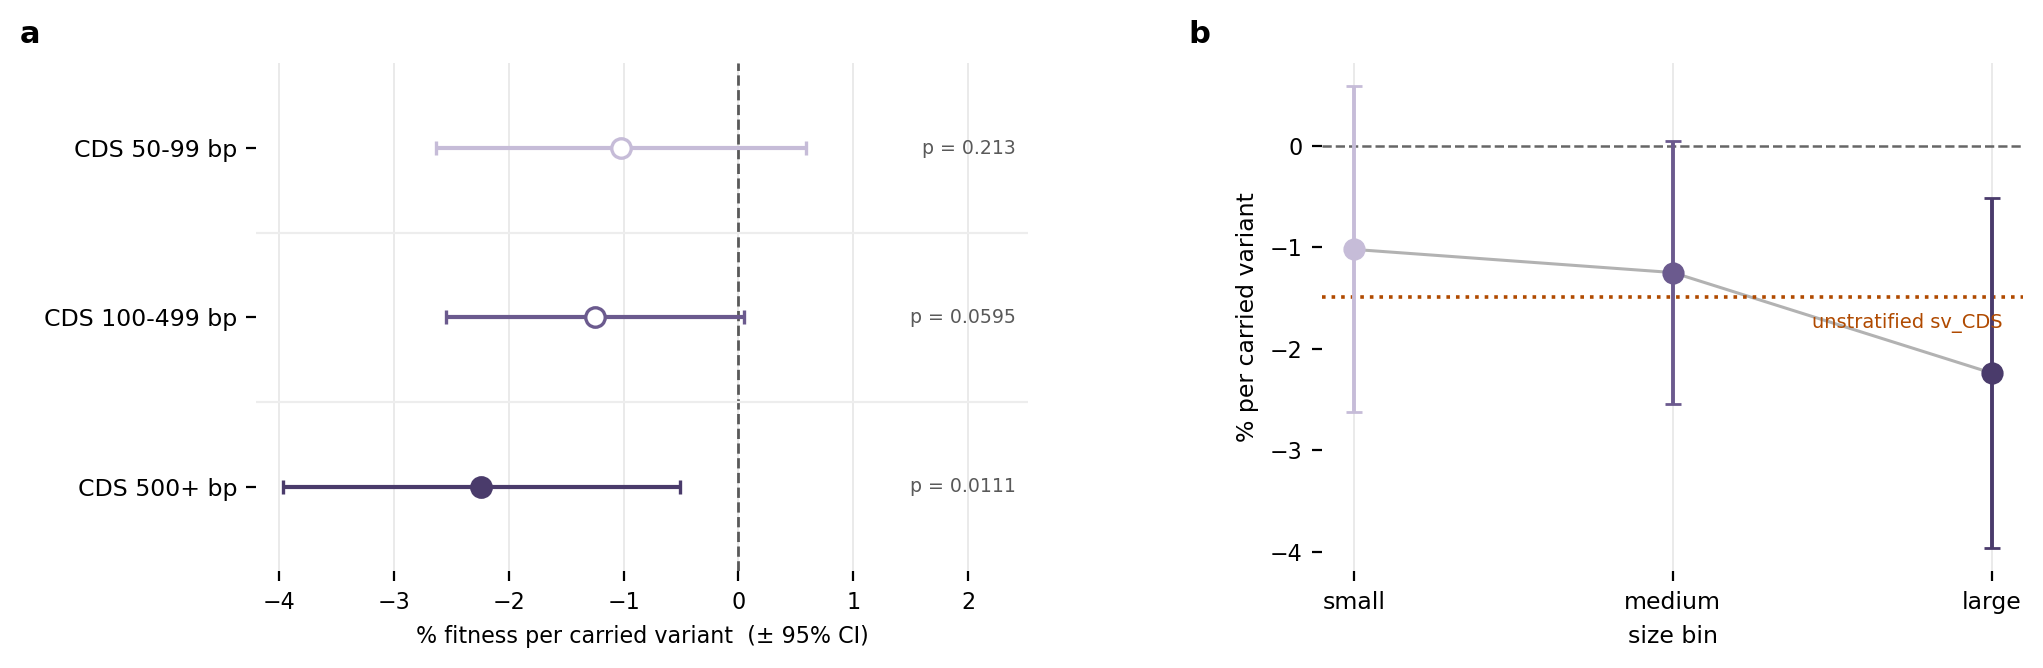 a
CDS 50-99 bp
p = 0.213
CDS 100-499 bp
p = 0.0595
CDS 500+ bp
p = 0.0111
−4 −3 −2 −1 0 1 2
% fitness per carried variant (± 95% CI)
b
% per carried variant
0
−1
−2
−3
−4
unstratified sv_CDS
small medium large
size bin